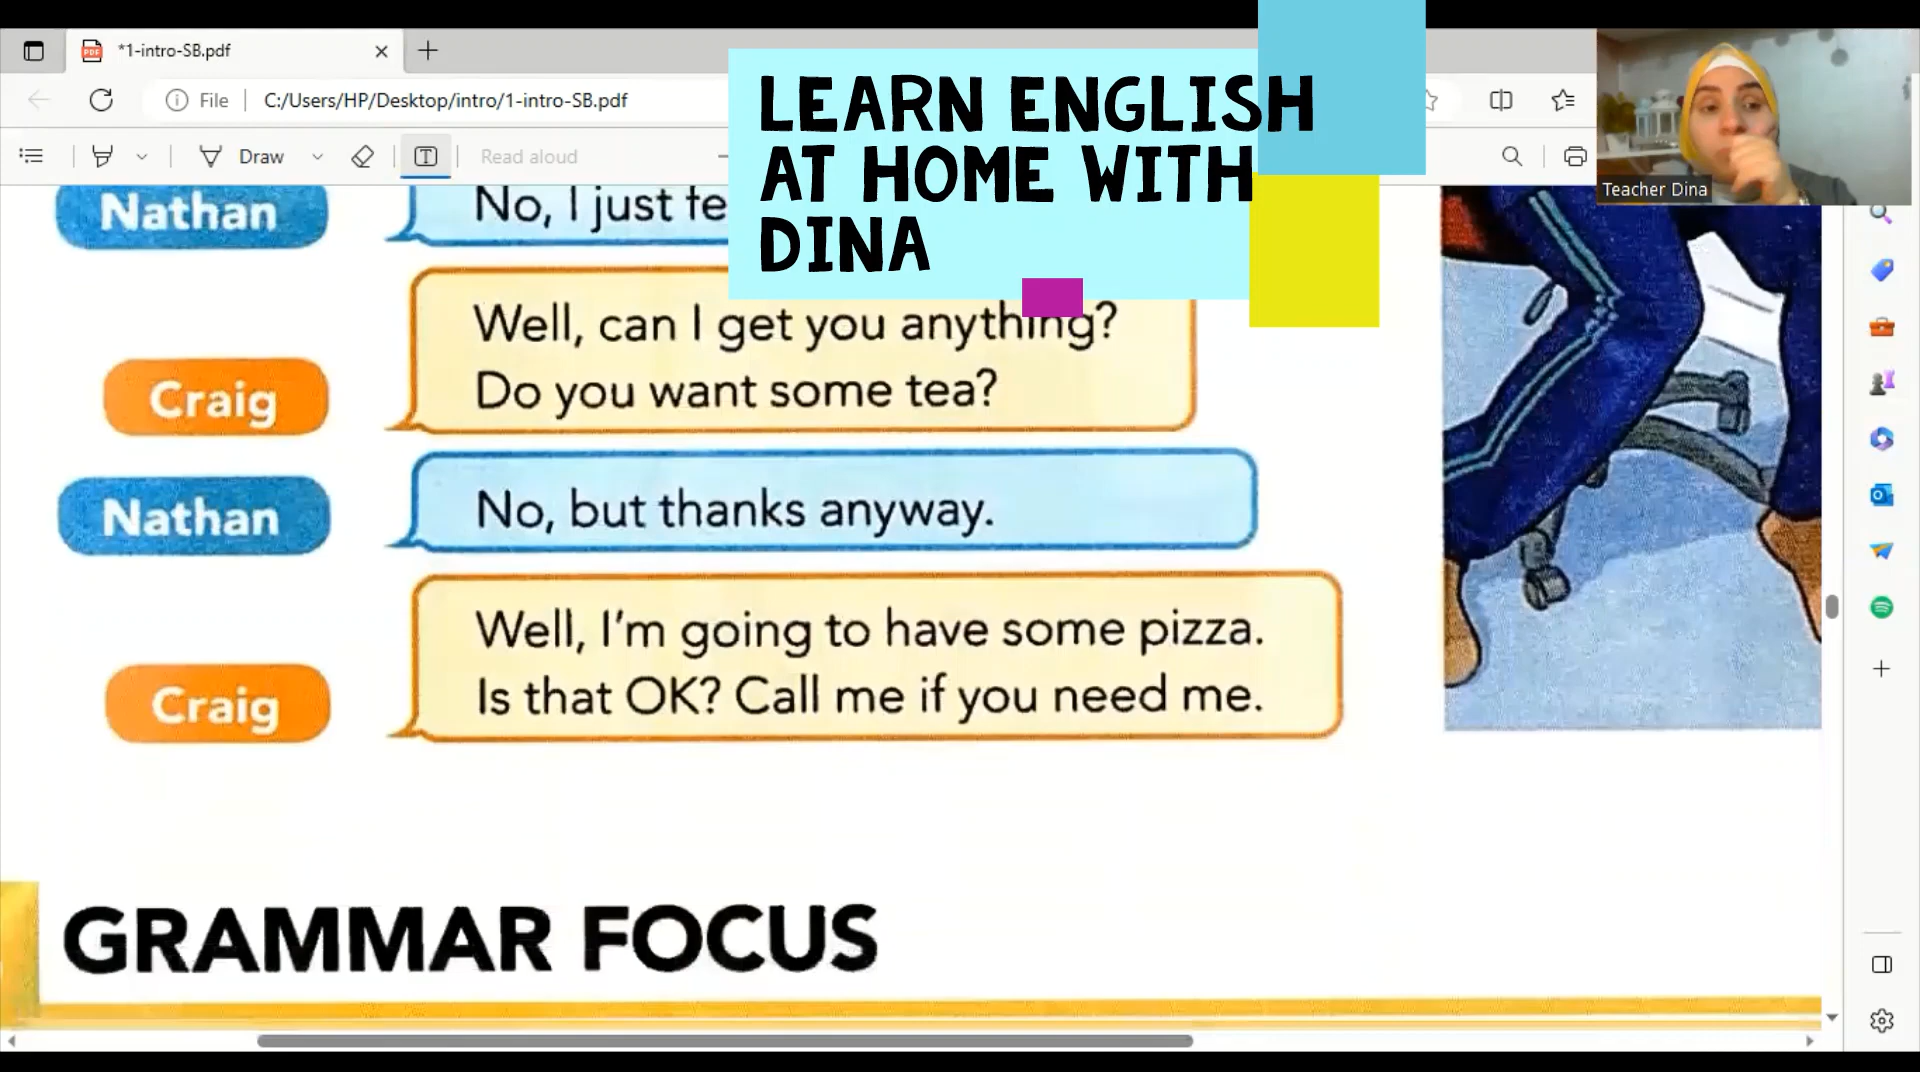 *1-intro-SB.pdf
File
C:/Users/HP/Desktop/intro/1-intro-SB.pdf
Draw
Read aloud
LEARN ENGLISH
AT HOME WITH
DINA
Teacher Dina
Nathan
No, I just
Craig
Well, can I get you anything?
Do you want some tea?
Nathan
No, but thanks anyway.
Craig
Well, I'm going to have some pizza.
Is that OK? Call me if you need me.
GRAMMAR FOCUS